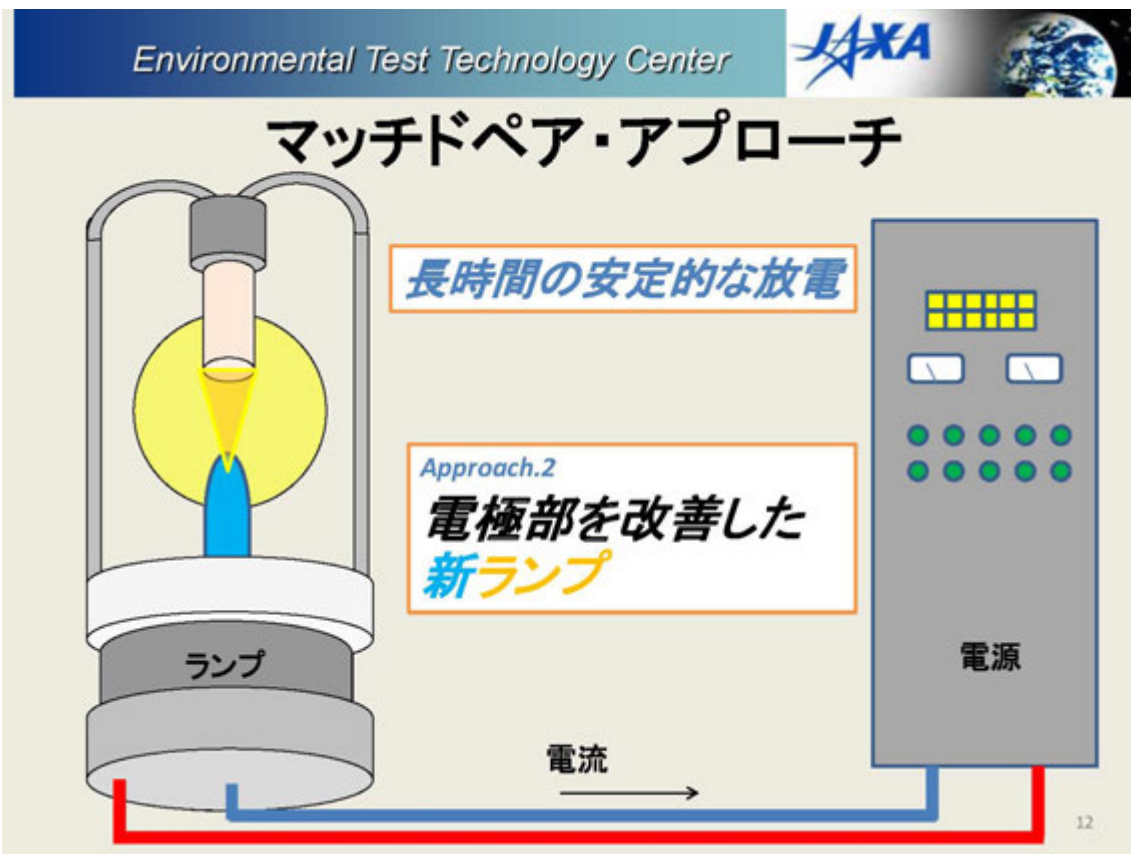 Environmental Test Technology Center
JAXA
マッチドペア・アプローチ
長時間の安定的な放電
Approach.2
電極部を改善した
新ランプ
ランプ
電源
電流
12